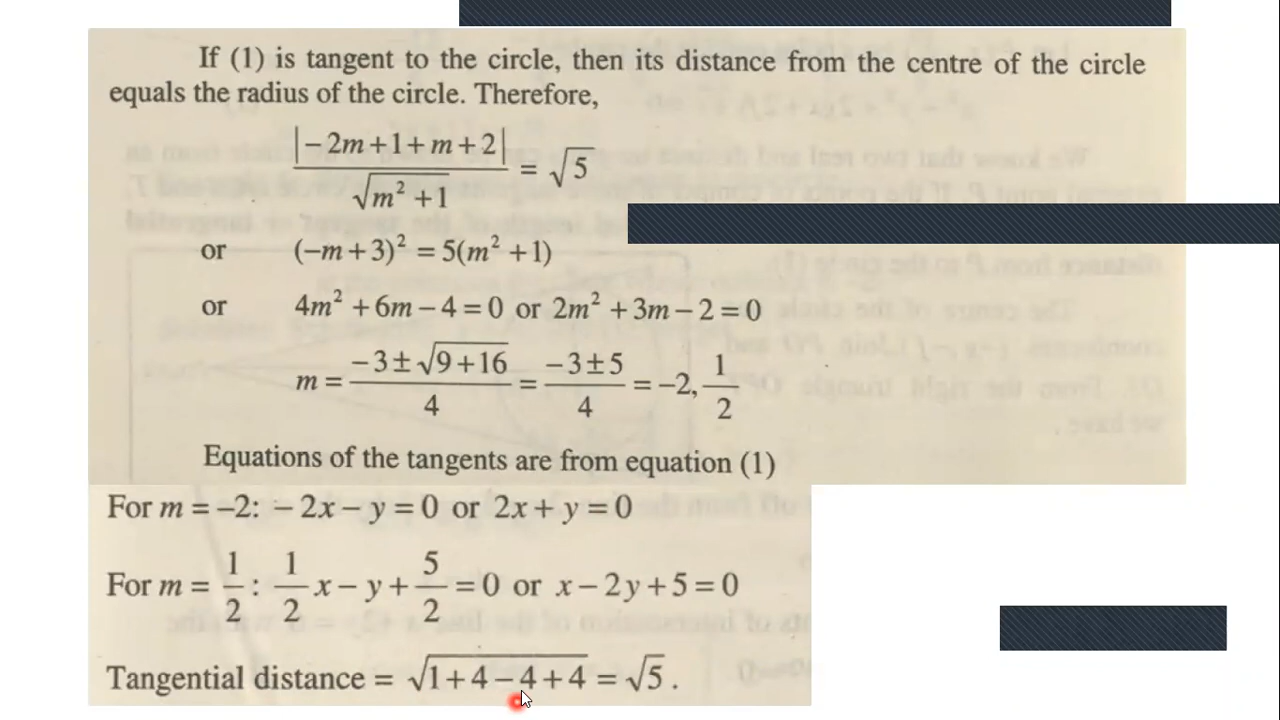 If (1) is tangent to the circle, then its distance from the centre of the circle
equals the radius of the circle. Therefore,
|−2m+1+m+2| / √(m² +1) = √5
or (−m+3)² = 5(m² +1)
or 4m² +6m−4=0 or 2m² +3m−2=0
m = (−3±√(9+16))/4 = (−3±5)/4 = −2, 1/2
Equations of the tangents are from equation (1)
For m = −2: − 2x − y = 0 or 2x + y = 0
For m = 1/2 : 1/2 x − y + 5/2 = 0 or x − 2y + 5 = 0
Tangential distance = √(1+4−4+4) = √5 .